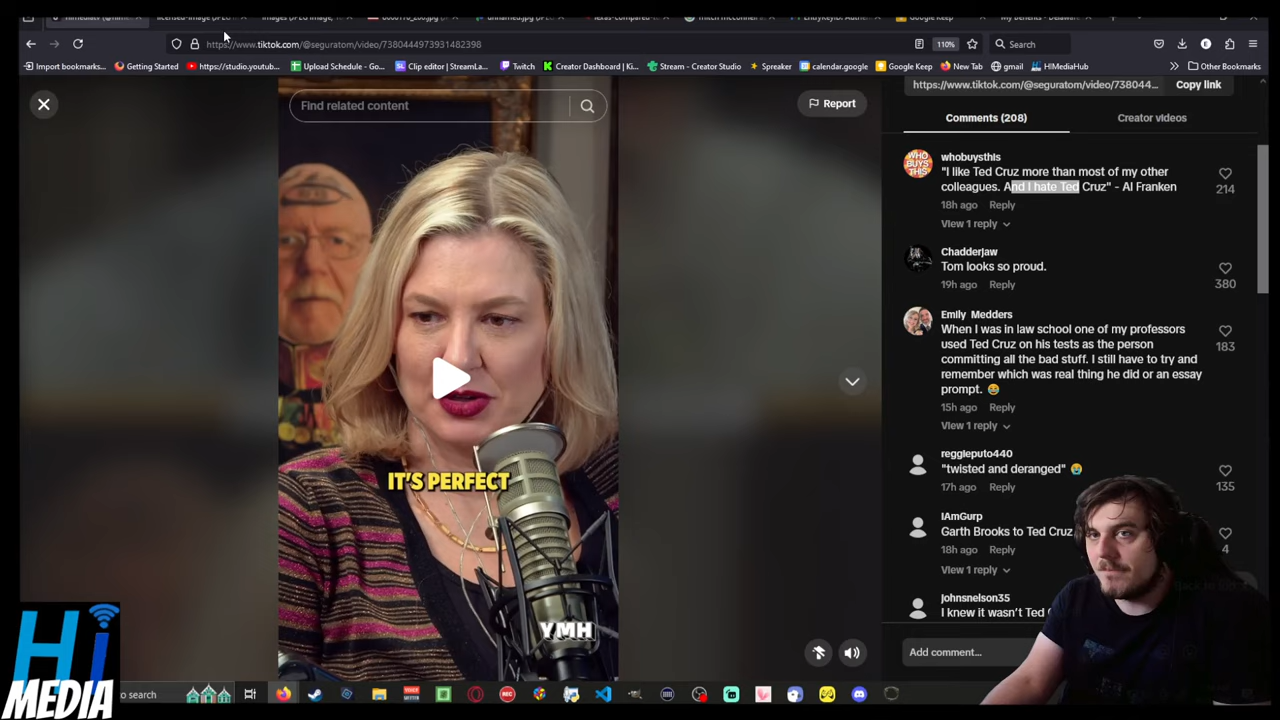 https://www.tiktok.com/@seguratom/video/7380444973931482398
110%
Search
Import bookmarks...
Getting Started
https://studio.youtub...
Upload Schedule - Go...
Clip editor | StreamLa...
Twitch
Creator Dashboard | Ki...
Stream - Creator Studio
Spreaker
calendar.google
Google Keep
New Tab
gmail
HIMediaHub
Other Bookmarks
Find related content
Report
https://www.tiktok.com/@seguratom/video/73804...
Copy link
Comments (208)
Creator videos
WHO BUYS THIS
whobuysthis
"I like Ted Cruz more than most of my other
colleagues. And I hate Ted Cruz" - Al Franken
214
18h ago Reply
View 1 reply
Chadderjaw
Tom looks so proud.
19h ago Reply
380
Emily Medders
When I was in law school one of my professors
used Ted Cruz on his tests as the person
committing all the bad stuff. I still have to try and
remember which was real thing he did or an essay
prompt. 😂
183
15h ago Reply
View 1 reply
reggieputo440
"twisted and deranged" 😭
17h ago Reply
135
IAmGurp
Garth Brooks to Ted Cruz
18h ago Reply
4
View 1 reply
johnsnelson35
I knew it wasn't Ted
Add comment...
IT'S PERFECT
YMH
Hi
MEDIA
to search